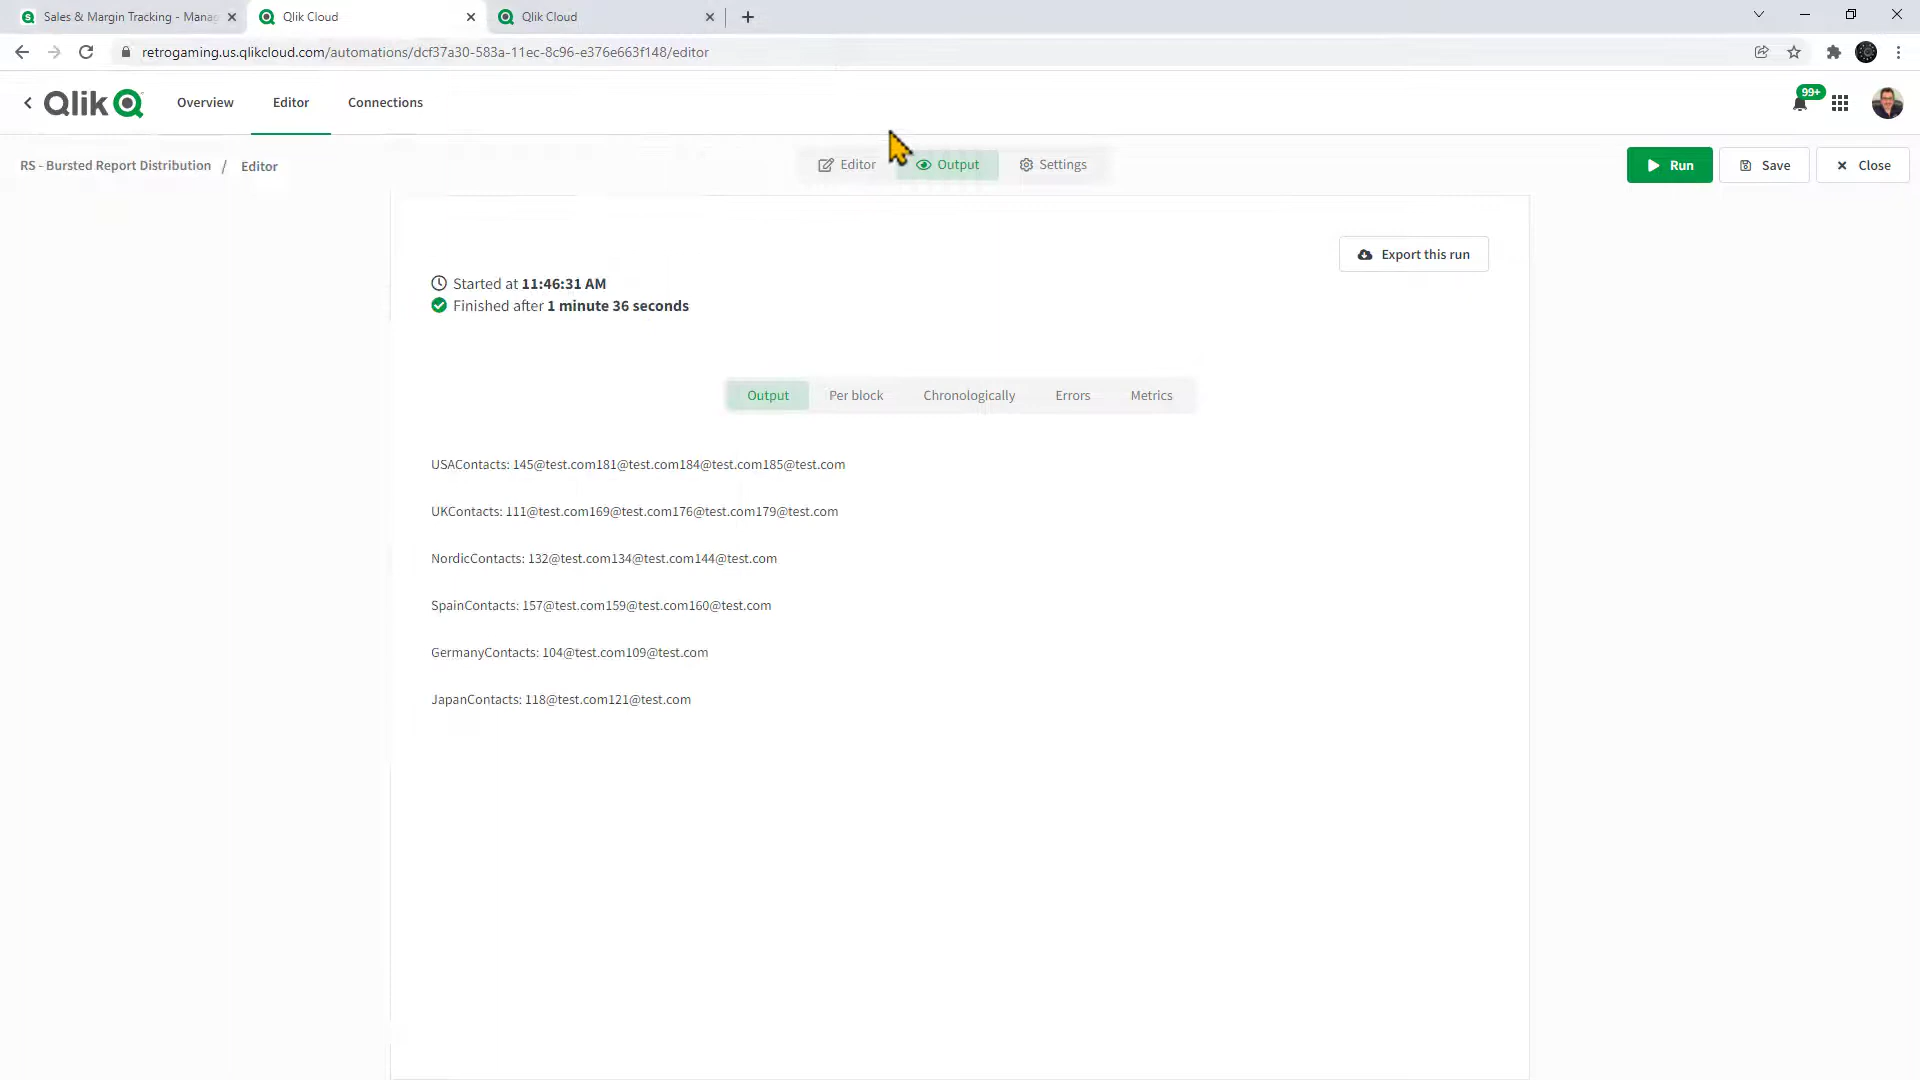 Sales & Margin Tracking - Mana
Qlik Cloud
Qlik Cloud
retrogaming.us.qlikcloud.com/automations/dcf37a30-583a-11ec-8c96-e376e663f148/editor
Qlik
Overview
Editor
Connections
99+
RS - Bursted Report Distribution / Editor
Editor
Output
Settings
Run
Save
Close
Export this run
Started at 11:46:31 AM
Finished after 1 minute 36 seconds
Output
Per block
Chronologically
Errors
Metrics
USAContacts: 145@test.com181@test.com184@test.com185@test.com
UKContacts: 111@test.com169@test.com176@test.com179@test.com
NordicContacts: 132@test.com134@test.com144@test.com
SpainContacts: 157@test.com159@test.com160@test.com
GermanyContacts: 104@test.com109@test.com
JapanContacts: 118@test.com121@test.com